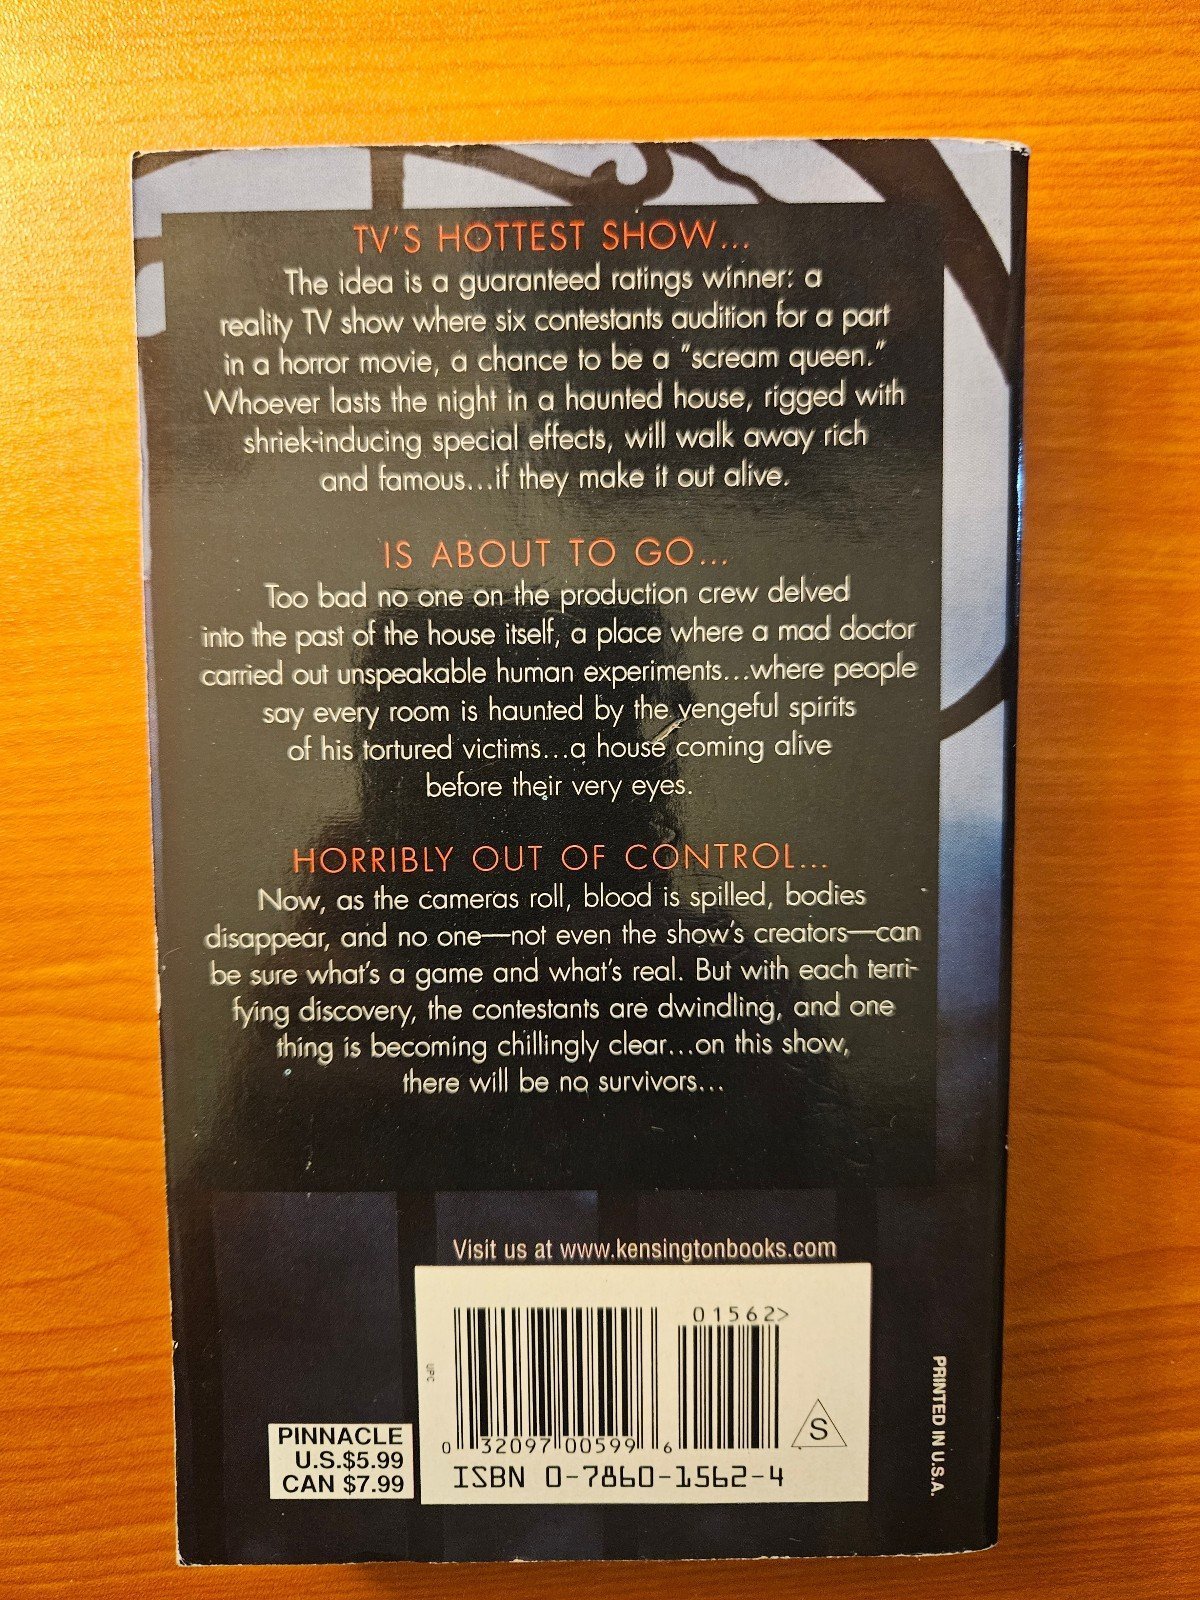 TV'S HOTTEST SHOW...
The idea is a guaranteed ratings winner: a
reality TV show where six contestants audition for a part
in a horror movie, a chance to be a "scream queen."
Whoever lasts the night in a haunted house, rigged with
shriek-inducing special effects, will walk away rich
and famous...if they make it out alive.
IS ABOUT TO GO...
Too bad no one on the production crew delved
into the past of the house itself, a place where a mad doctor
carried out unspeakable human experiments...where people
say every room is haunted by the vengeful spirits
of his tortured victims...a house coming alive
before their very eyes.
HORRIBLY OUT OF CONTROL...
Now, as the cameras roll, blood is spilled, bodies
disappear, and no one—not even the show's creators—can
be sure what's a game and what's real. But with each terri-
fying discovery, the contestants are dwindling, and one
thing is becoming chillingly clear...on this show,
there will be no survivors...
Visit us at www.kensingtonbooks.com
01562>
UPC
0 32097 00599 6
S
ISBN 0-7860-1562-4
PINNACLE
U.S.$5.99
CAN $7.99
PRINTED IN U.S.A.